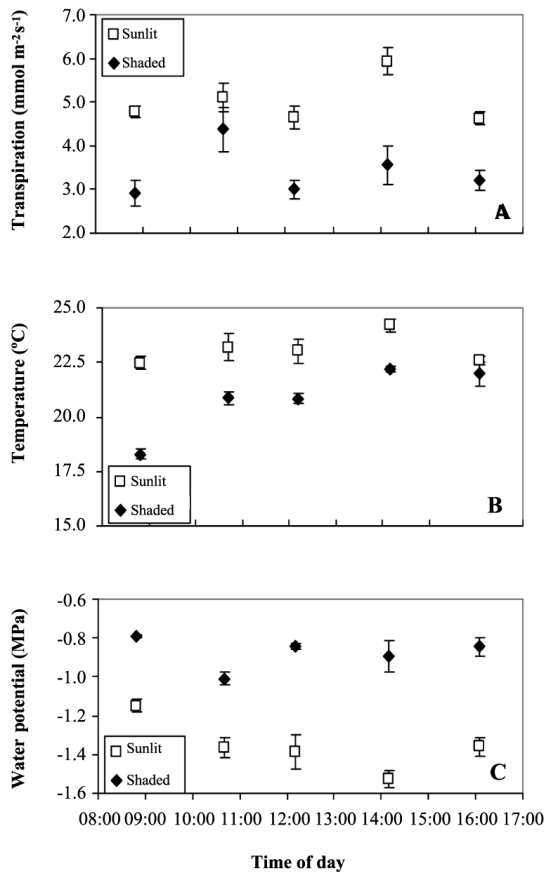 Transpiration (mmol m⁻²s⁻¹)
7.0
6.0
5.0
4.0
3.0
2.0
Sunlit
Shaded
A
Temperature (ºC)
25.0
22.5
20.0
17.5
15.0
Sunlit
Shaded
B
Water potential (MPa)
-0.6
-0.8
-1.0
-1.2
-1.4
-1.6
Sunlit
Shaded
C
08:00 09:00 10:00 11:00 12:00 13:00 14:00 15:00 16:00 17:00
Time of day